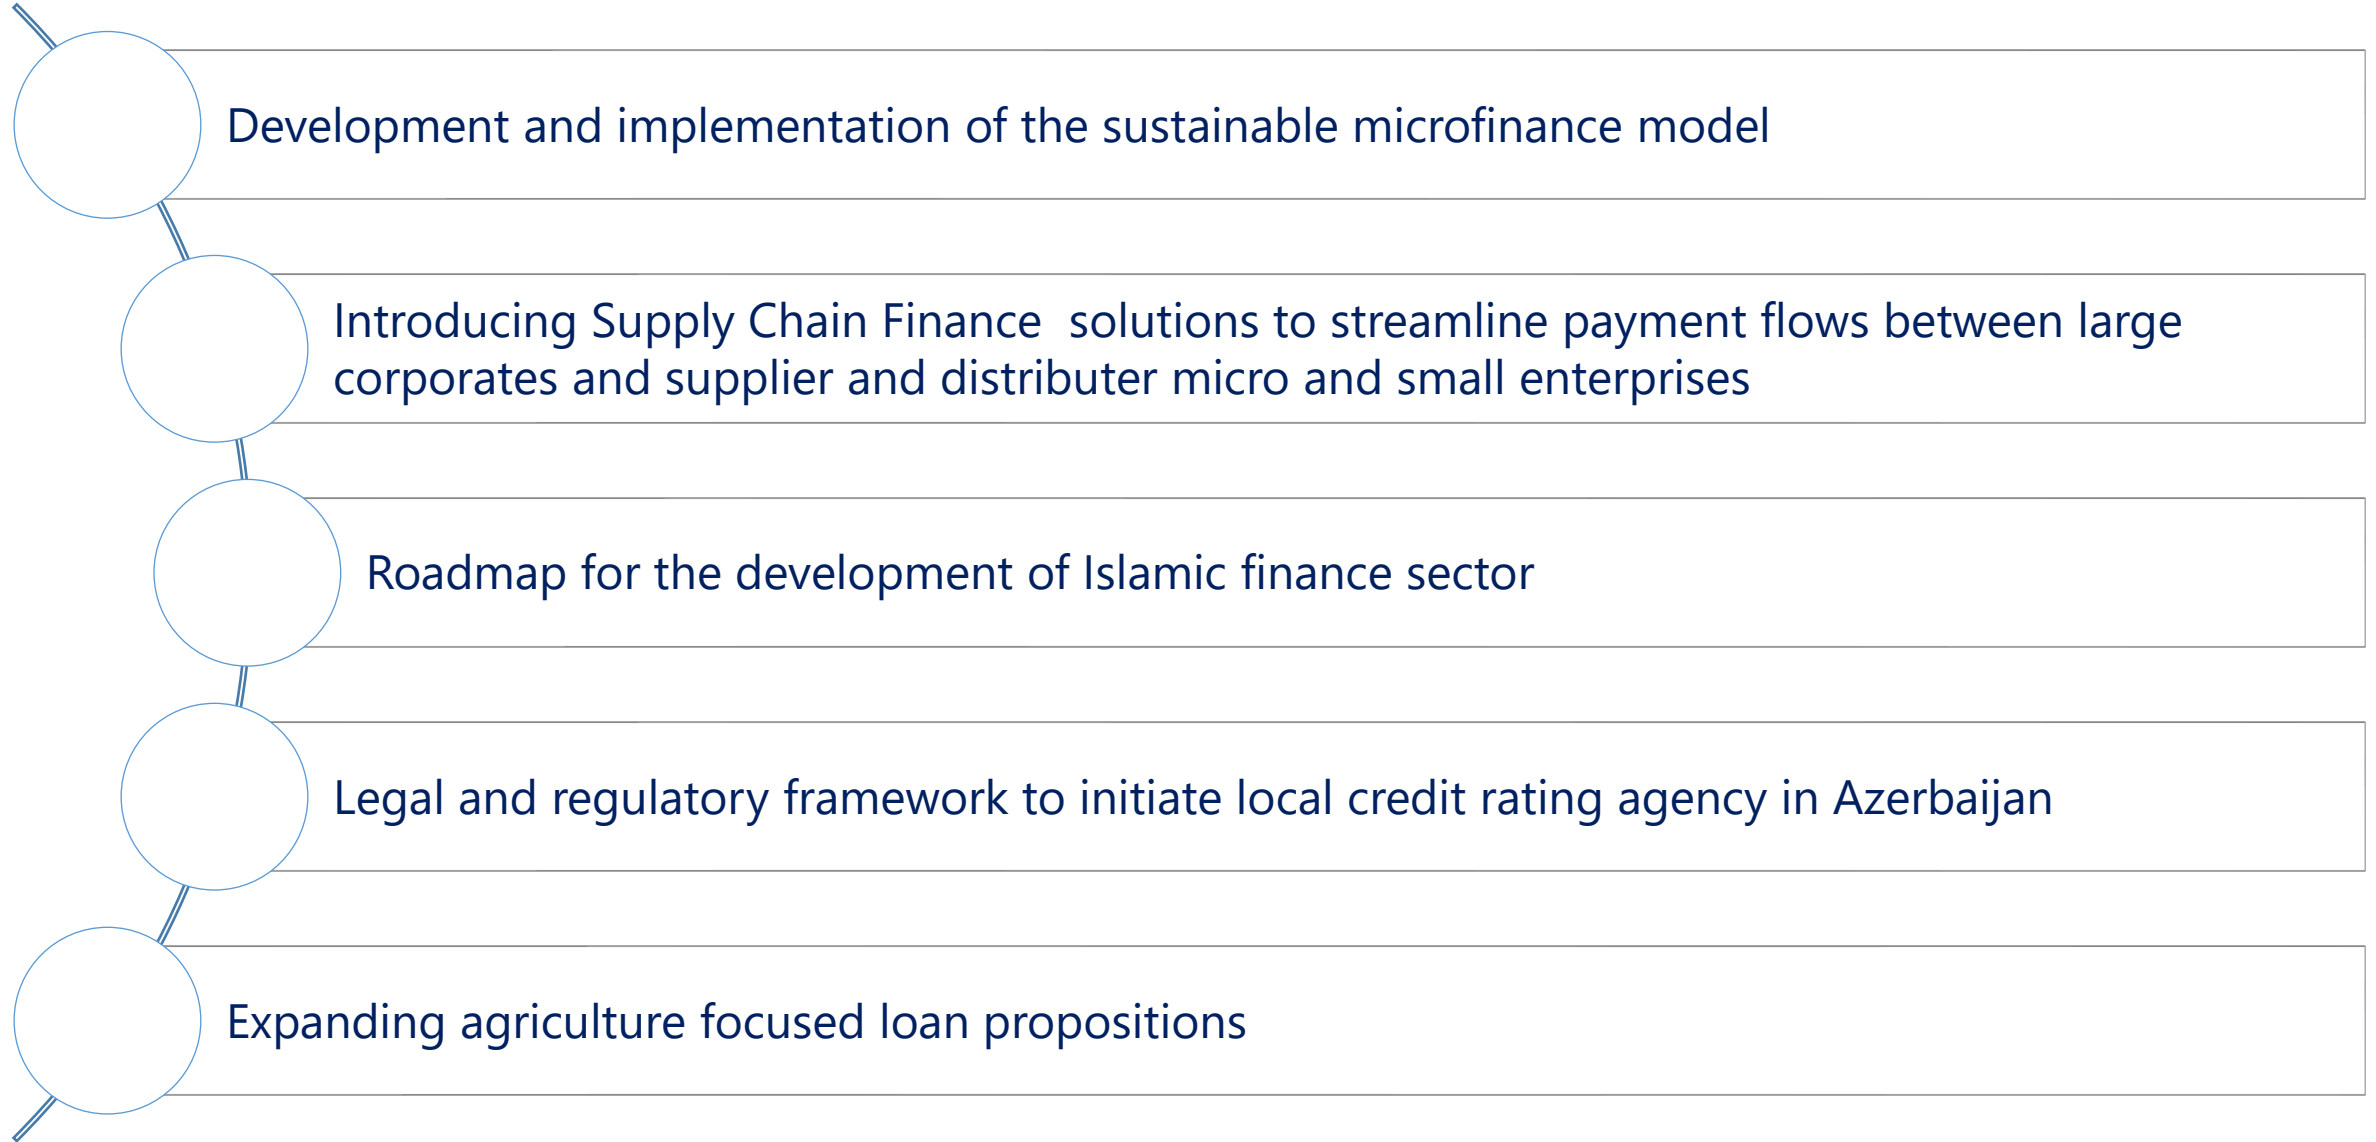 Development and implementation of the sustainable microfinance model
Introducing Supply Chain Finance  solutions to streamline payment flows between large
corporates and supplier and distributer micro and small enterprises
Roadmap for the development of Islamic finance sector
Legal and regulatory framework to initiate local credit rating agency in Azerbaijan
Expanding agriculture focused loan propositions